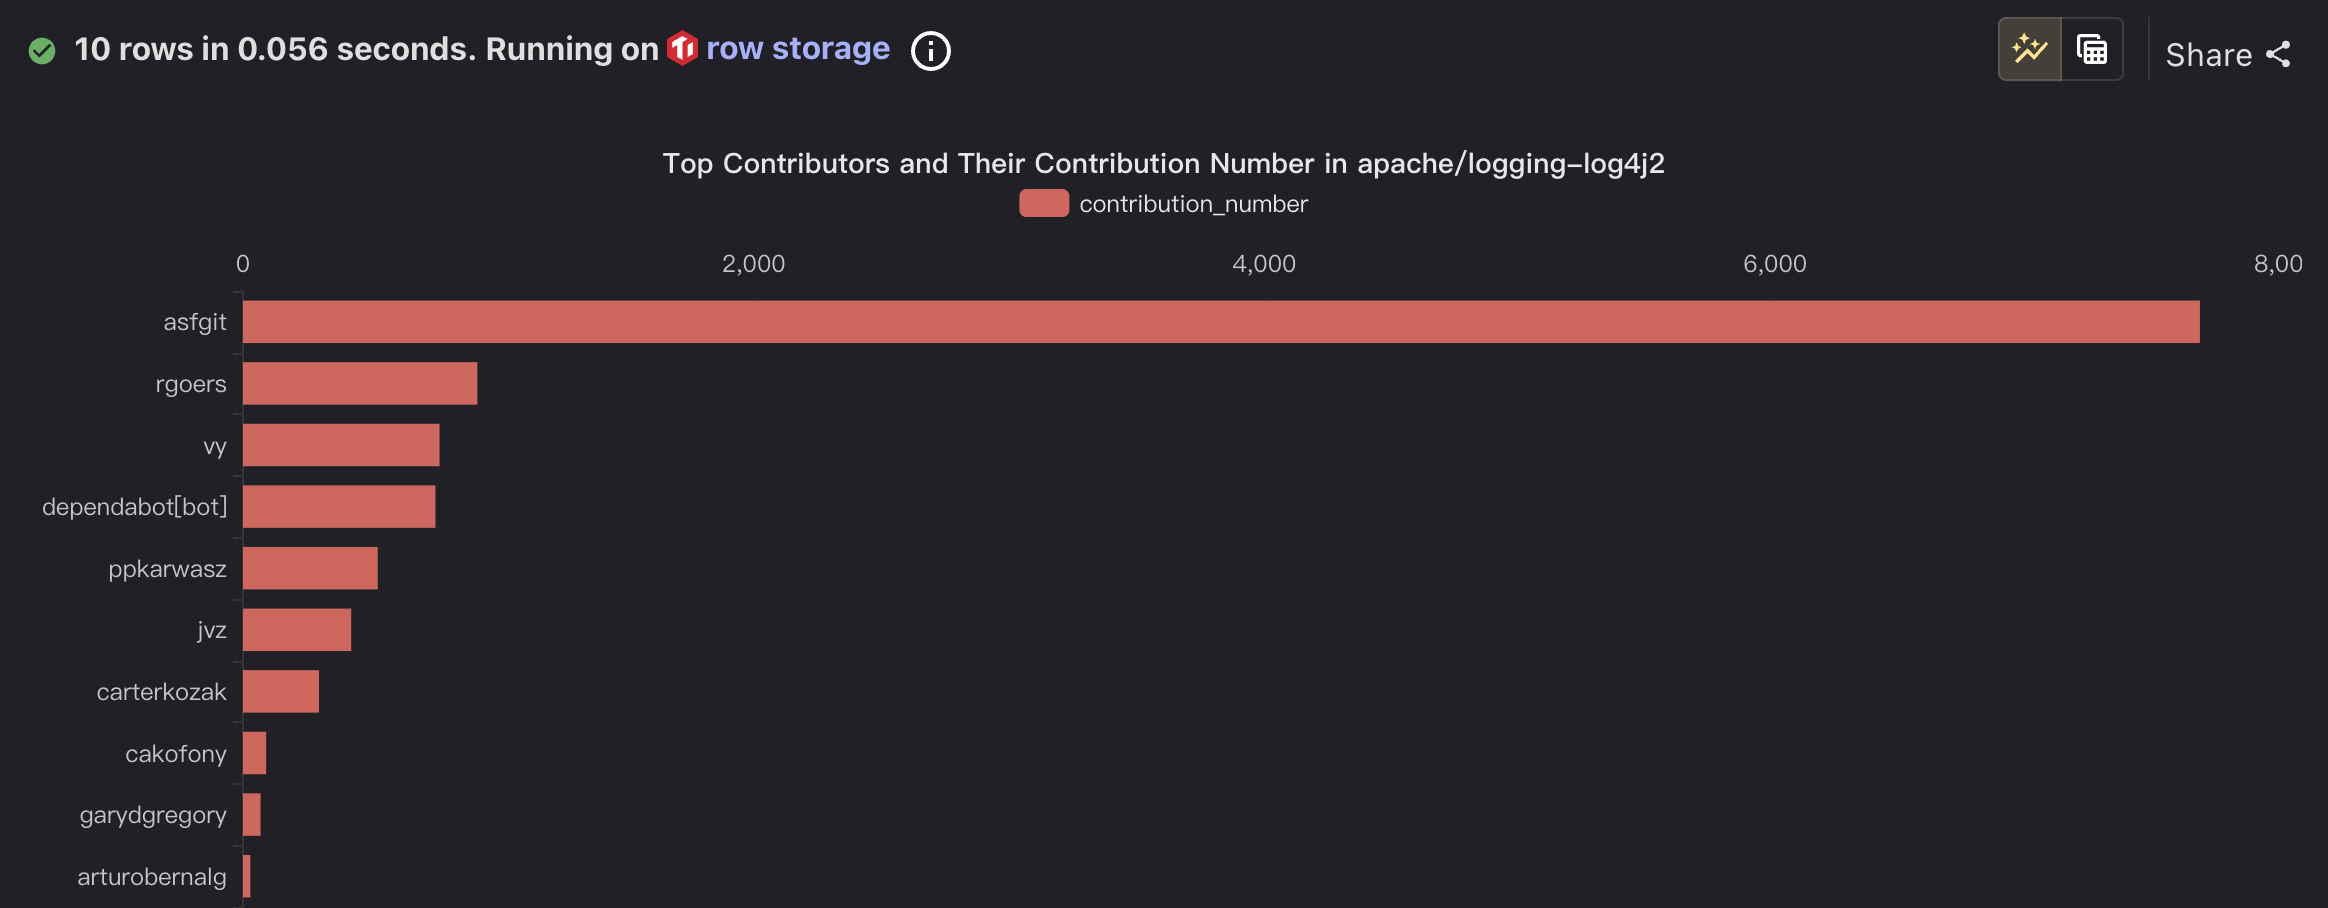 10 rows in 0.056 seconds. Running on row storage
Share
Top Contributors and Their Contribution Number in apache/logging-log4j2
contribution_number
0 2,000 4,000 6,000 8,00
asfgit
rgoers
vy
dependabot[bot]
ppkarwasz
jvz
carterkozak
cakofony
garydgregory
arturobernalg